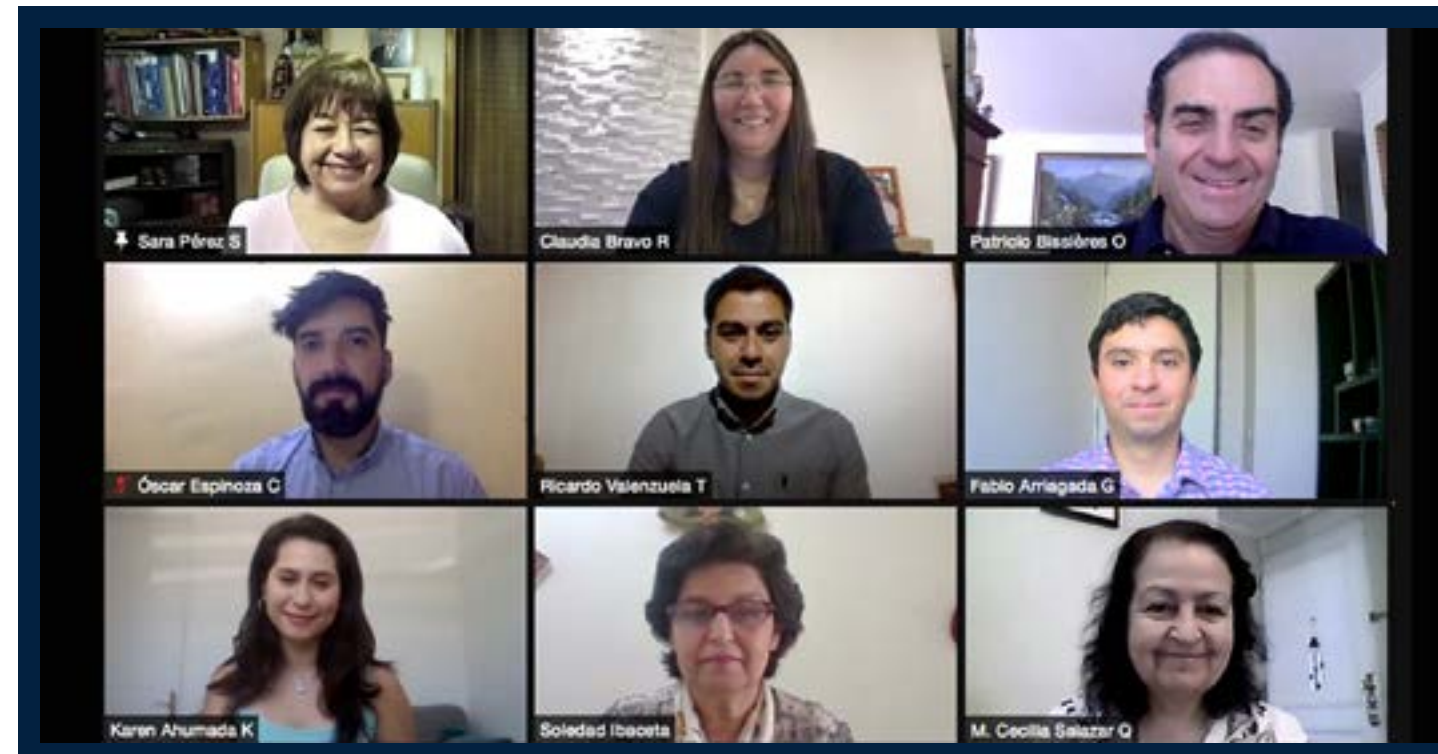 Sara Pérez S
Claudia Bravo R
Patricio Bissières O
Óscar Espinoza C
Ricardo Valenzuela T
Fabio Arriagada G
Karen Ahumada K
Soledad Ibaceta
M. Cecilia Salazar Q